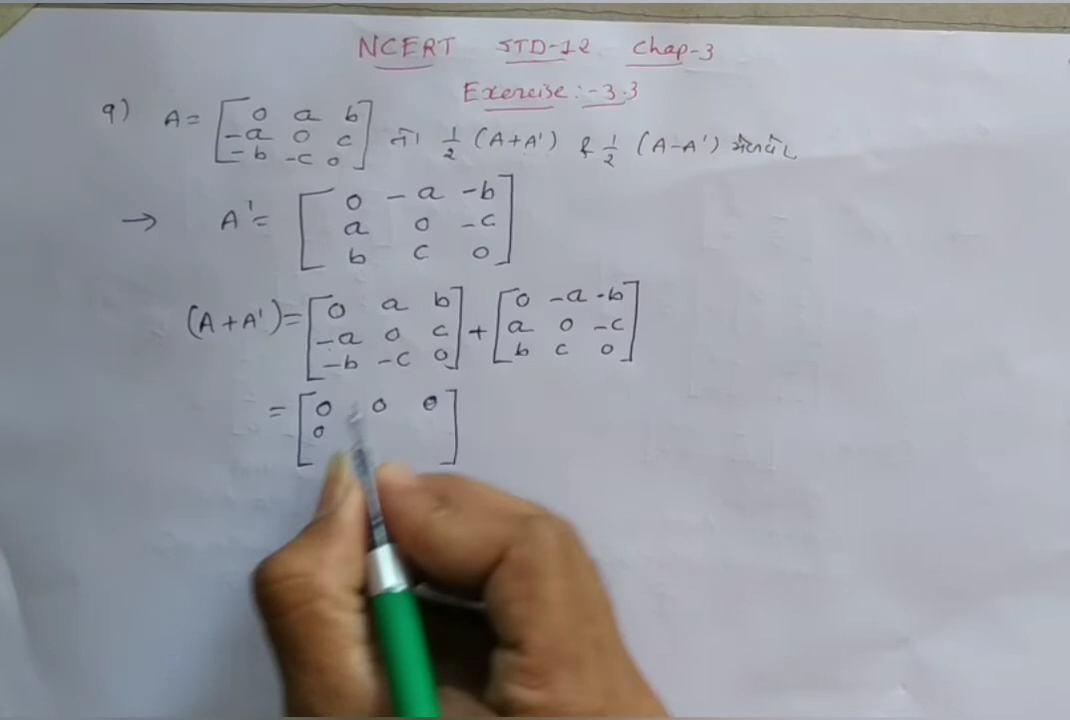 NCERT STD-12 Chap-3
Exercise :- 3.3
9) A = [ 0 a b તો 1/2 (A+A') & 1/2 (A-A') મેળવો.
-a 0 c
-b -c 0 ]
→ A' = [ 0 -a -b
a 0 -c
b c 0 ]
(A+A') = [ 0 a b ] + [ 0 -a -b ]
-a 0 c a 0 -c
-b -c 0 b c 0
= [ 0 0 0 ]
0